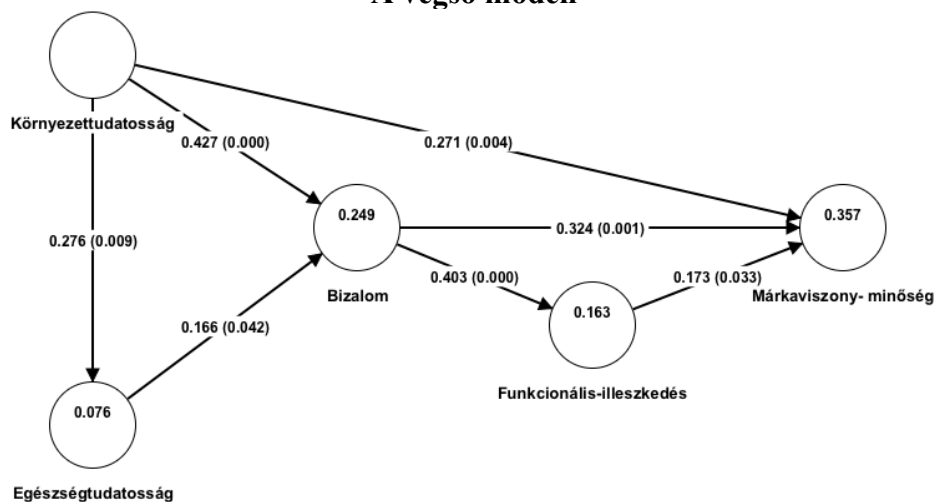 A végső modell
Környezettudatosság
0.427 (0.000)
0.271 (0.004)
0.249
0.357
0.276 (0.009)
0.324 (0.001)
0.403 (0.000)
0.173 (0.033)
Bizalom
Márkaviszony- minőség
0.166 (0.042)
0.163
Funkcionális-illeszkedés
0.076
Egészségtudatosság